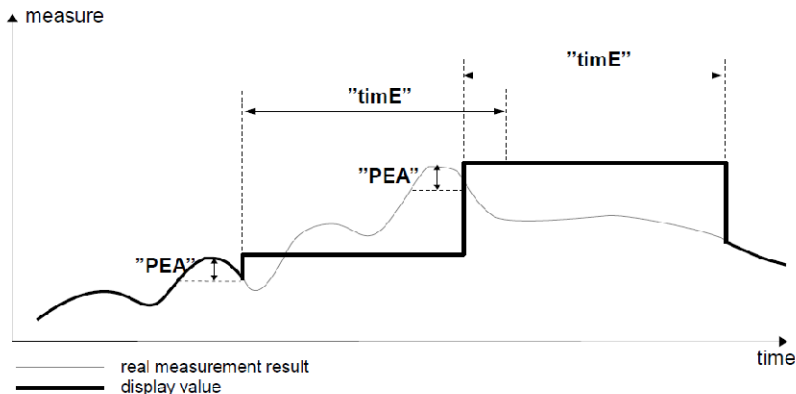 measure
”timE”
”timE”
”PEA”
”PEA”
time
real measurement result
display value